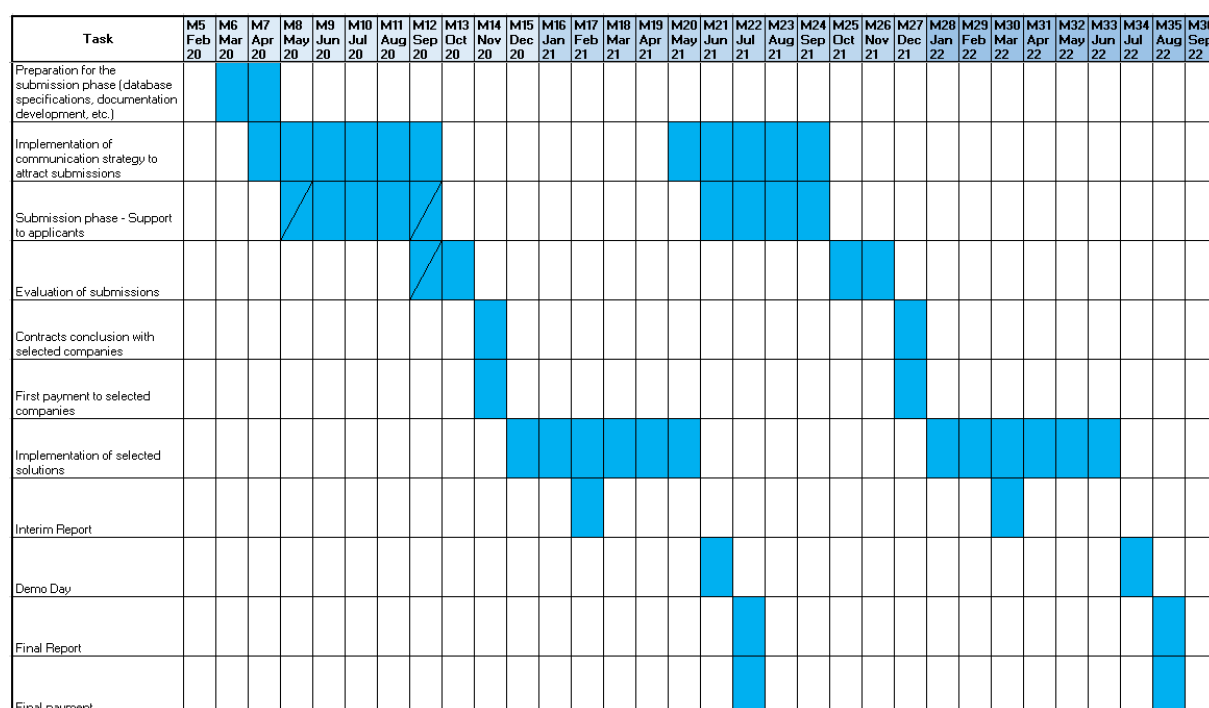 Task
M5 M6 M7 M8 M9 M10 M11 M12 M13 M14 M15 M16 M17 M18 M19 M20 M21 M22 M23 M24 M25 M26 M27 M28 M29 M30 M31 M32 M33 M34 M35
Feb Mar Apr May Jun Jul Aug Sep Oct Nov Dec Jan Feb Mar Apr May Jun Jul Aug Sep Oct Nov Dec Jan Feb Mar Apr May Jun Jul Aug Sep
20 20 20 20 20 20 20 20 20 20 20 21 21 21 21 21 21 21 21 21 21 21 21 22 22 22 22 22 22 22 22 22
Preparation for the
submission phase (database
specifications, documentation
development, etc.)
Implementation of
communication strategy to
attract submissions
Submission phase - Support
to applicants
Evaluation of submissions
Contracts conclusion with
selected companies
First payment to selected
companies
Implementation of selected
solutions
Interim Report
Demo Day
Final Report
Final payment